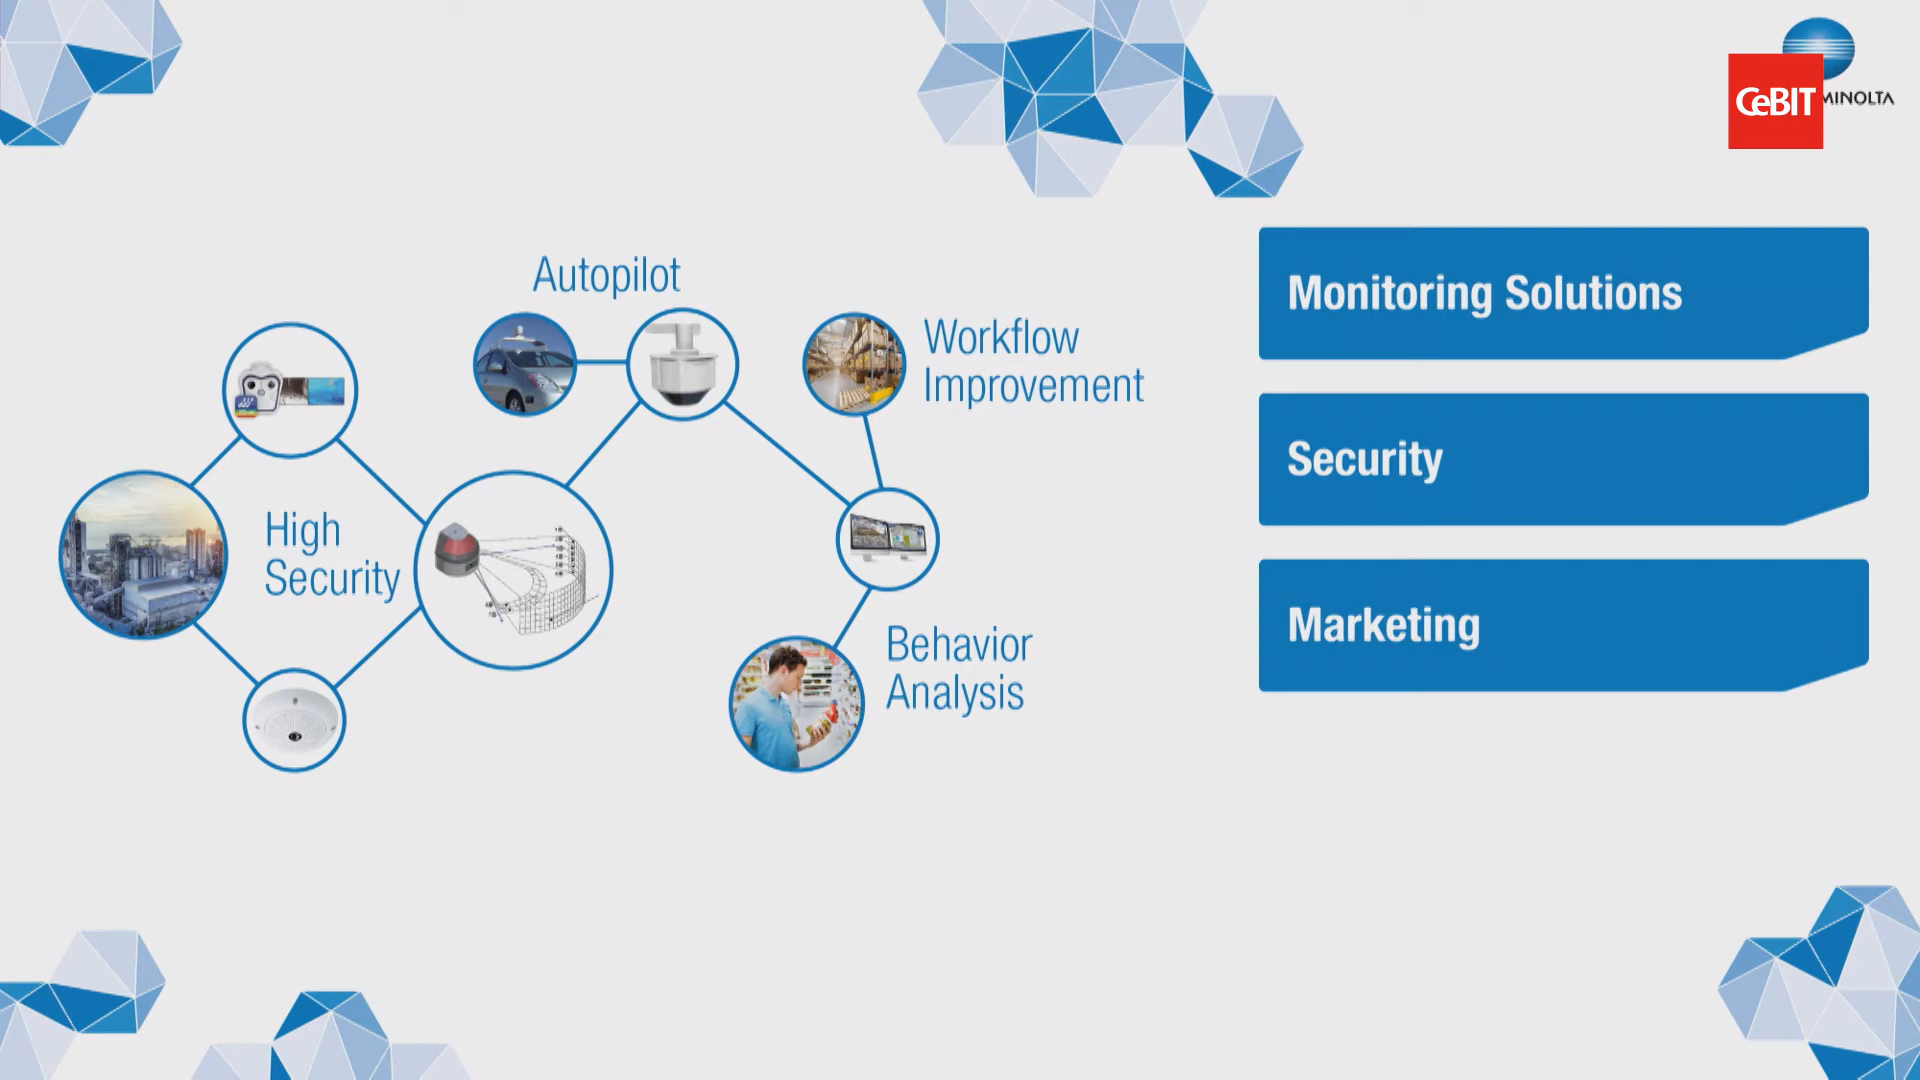 CeBIT
MINOLTA
Autopilot
Workflow
Improvement
High
Security
Behavior
Analysis
Monitoring Solutions
Security
Marketing